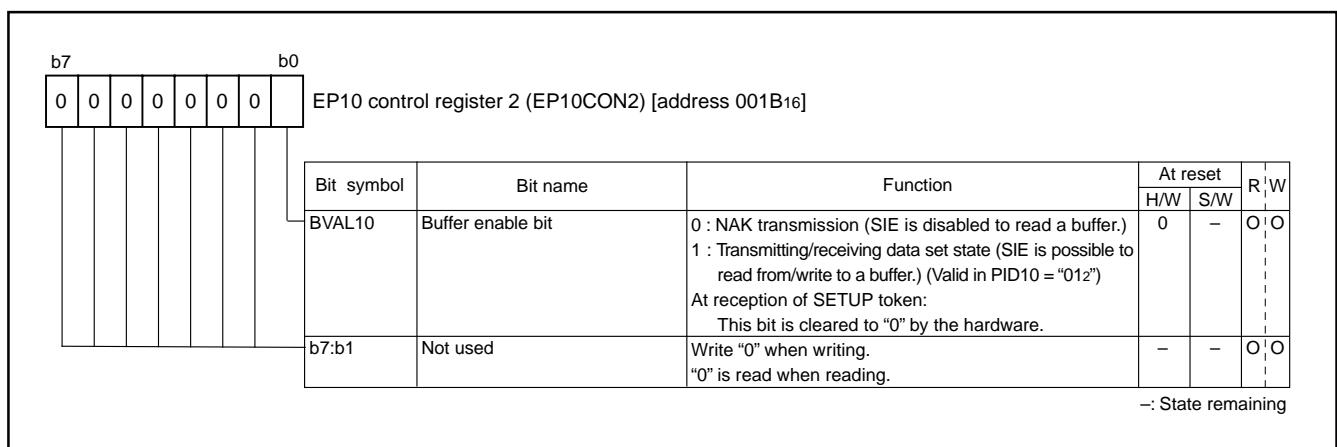 b7 b0
0 0 0 0 0 0 0 EP10 control register 2 (EP10CON2) [address 001B16]
Bit symbol Bit name Function At reset R W
H/W S/W
BVAL10 Buffer enable bit 0 : NAK transmission (SIE is disabled to read a buffer.) 0 – O O
1 : Transmitting/receiving data set state (SIE is possible to
read from/write to a buffer.) (Valid in PID10 = “012”)
At reception of SETUP token:
This bit is cleared to “0” by the hardware.
b7:b1 Not used Write “0” when writing. – – O O
“0” is read when reading.
–: State remaining